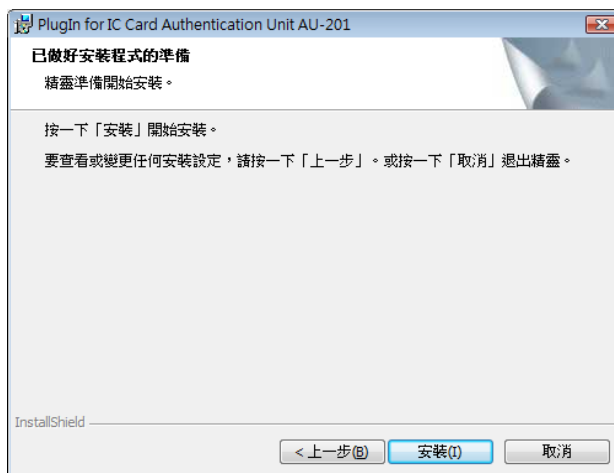 PlugIn for IC Card Authentication Unit AU-201
已做好安裝程式的準備
精靈準備開始安裝。
按一下「安裝」開始安裝。
要查看或變更任何安裝設定，請按一下「上一步」。或按一下「取消」退出精靈。
InstallShield
< 上一步(B)
安裝(I)
取消